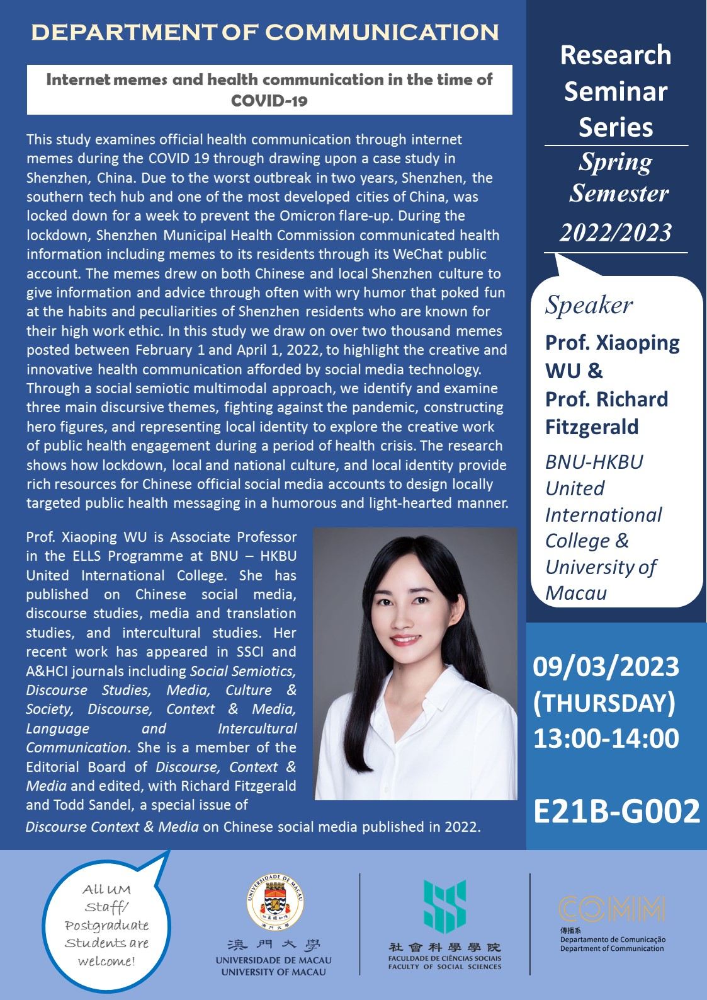 DEPARTMENT OF COMMUNICATION
Internet memes and health communication in the time of
COVID-19
This study examines official health communication through internet
memes during the COVID 19 through drawing upon a case study in
Shenzhen, China. Due to the worst outbreak in two years, Shenzhen, the
southern tech hub and one of the most developed cities of China, was
locked down for a week to prevent the Omicron flare-up. During the
lockdown, Shenzhen Municipal Health Commission communicated health
information including memes to its residents through its WeChat public
account. The memes drew on both Chinese and local Shenzhen culture to
give information and advice through often with wry humor that poked fun
at the habits and peculiarities of Shenzhen residents who are known for
their high work ethic. In this study we draw on over two thousand memes
posted between February 1 and April 1, 2022, to highlight the creative and
innovative health communication afforded by social media technology.
Through a social semiotic multimodal approach, we identify and examine
three main discursive themes, fighting against the pandemic, constructing
hero figures, and representing local identity to explore the creative work
of public health engagement during a period of health crisis. The research
shows how lockdown, local and national culture, and local identity provide
rich resources for Chinese official social media accounts to design locally
targeted public health messaging in a humorous and light-hearted manner.
Prof. Xiaoping WU is Associate Professor
in the ELLS Programme at BNU – HKBU
United International College. She has
published on Chinese social media,
discourse studies, media and translation
studies, and intercultural studies. Her
recent work has appeared in SSCI and
A&HCI journals including Social Semiotics,
Discourse Studies, Media, Culture &
Society, Discourse, Context & Media,
Language and Intercultural
Communication. She is a member of the
Editorial Board of Discourse, Context &
Media and edited, with Richard Fitzgerald
and Todd Sandel, a special issue of
Discourse Context & Media on Chinese social media published in 2022.
Research
Seminar
Series
Spring
Semester
2022/2023
Speaker
Prof. Xiaoping
WU &
Prof. Richard
Fitzgerald
BNU-HKBU
United
International
College &
University of
Macau
09/03/2023
(THURSDAY)
13:00-14:00
E21B-G002
All UM
Staff/
Postgraduate
Students are
welcome!
UNIVERSIDADE DE MACAU
澳門大學
澳門大學
UNIVERSIDADE DE MACAU
UNIVERSITY OF MACAU
社會科學學院
FACULDADE DE CIÊNCIAS SOCIAIS
FACULTY OF SOCIAL SCIENCES
COMM
傳播系
Departamento de Comunicação
Department of Communication